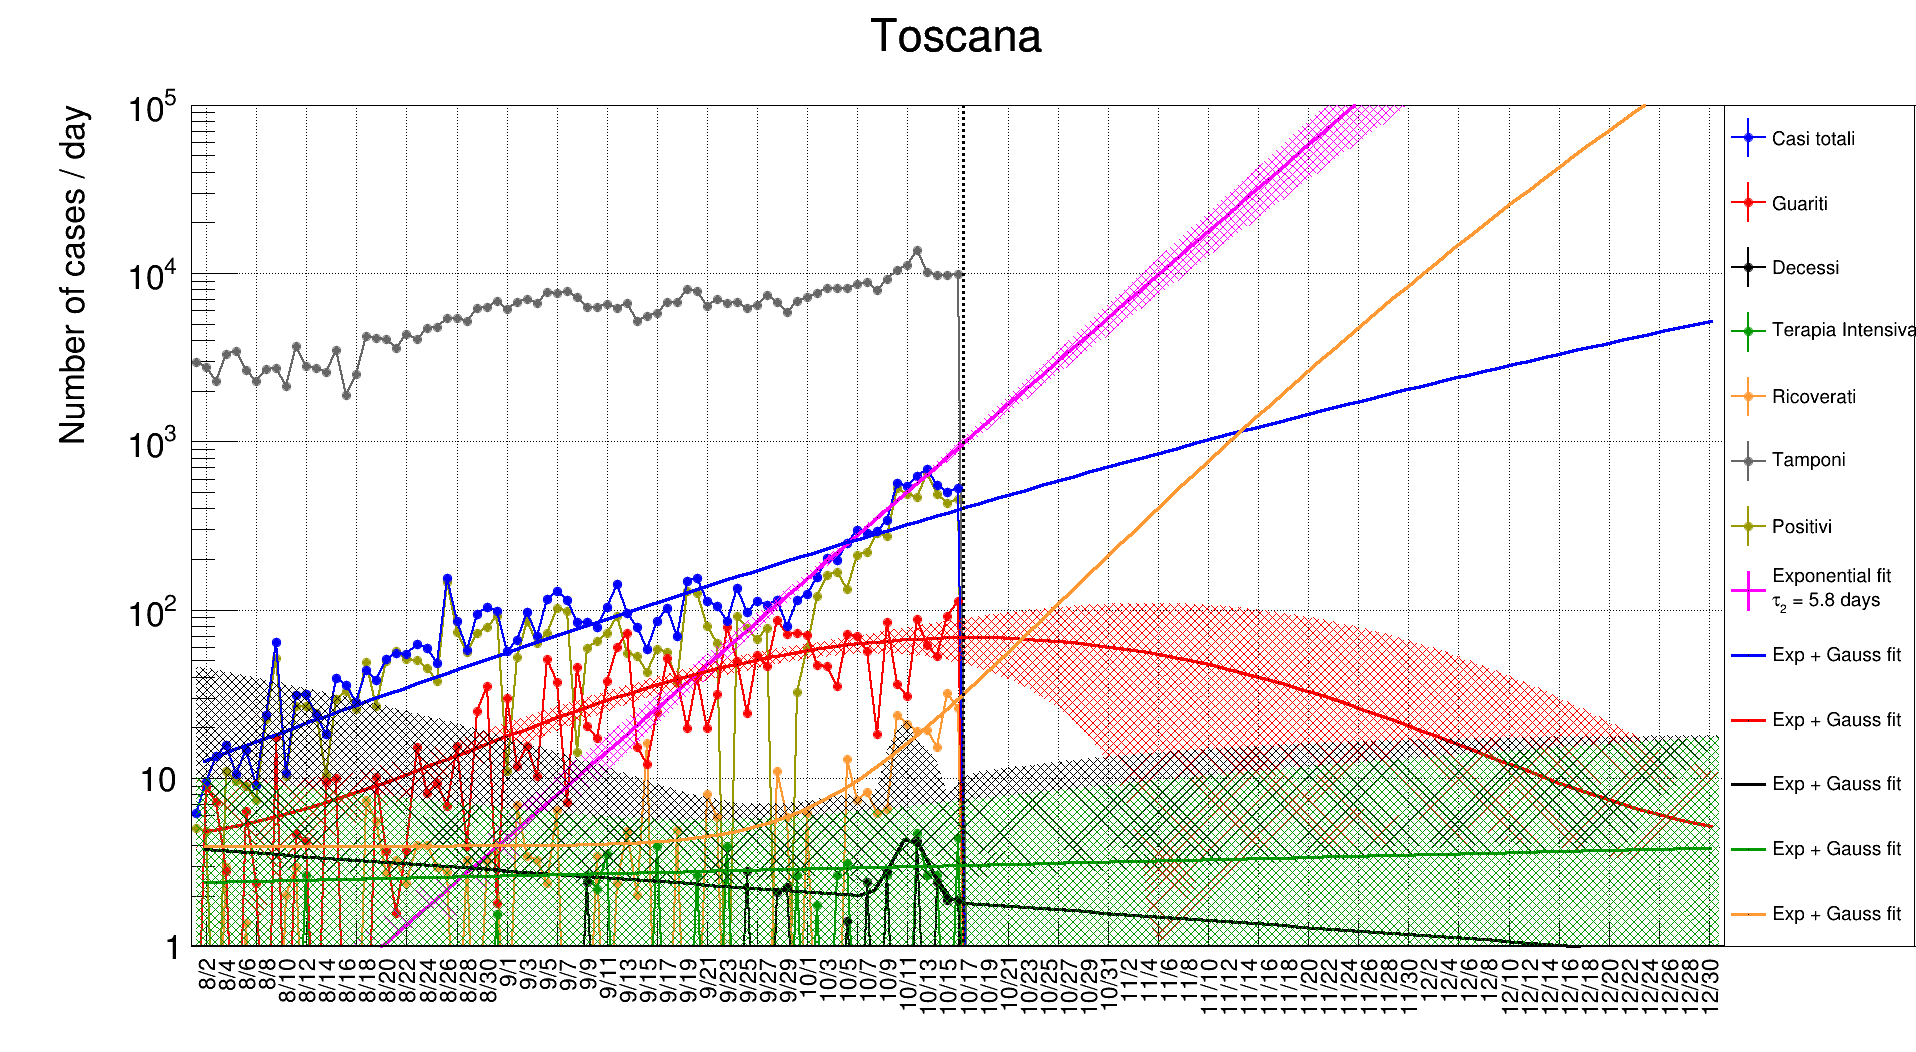 Toscana
Number of cases / day
10^5
10^4
10^3
10^2
10
1
8/2 8/4 8/6 8/8 8/10 8/12 8/14 8/16 8/18 8/20 8/22 8/24 8/26 8/28 8/30 9/1 9/3 9/5 9/7 9/9 9/11 9/13 9/15 9/17 9/19 9/21 9/23 9/25 9/27 9/29 10/1 10/3 10/5 10/7 10/9 10/11 10/13 10/15 10/17 10/19 10/21 10/23 10/25 10/27 10/29 10/31 11/2 11/4 11/6 11/8 11/10 11/12 11/14 11/16 11/18 11/20 11/22 11/24 11/26 11/28 11/30 12/2 12/4 12/6 12/8 12/10 12/12 12/14 12/16 12/18 12/20 12/22 12/24 12/26 12/28 12/30
Casi totali
Guariti
Decessi
Terapia Intensiva
Ricoverati
Tamponi
Positivi
Exponential fit
τ₂ = 5.8 days
Exp + Gauss fit
Exp + Gauss fit
Exp + Gauss fit
Exp + Gauss fit
Exp + Gauss fit